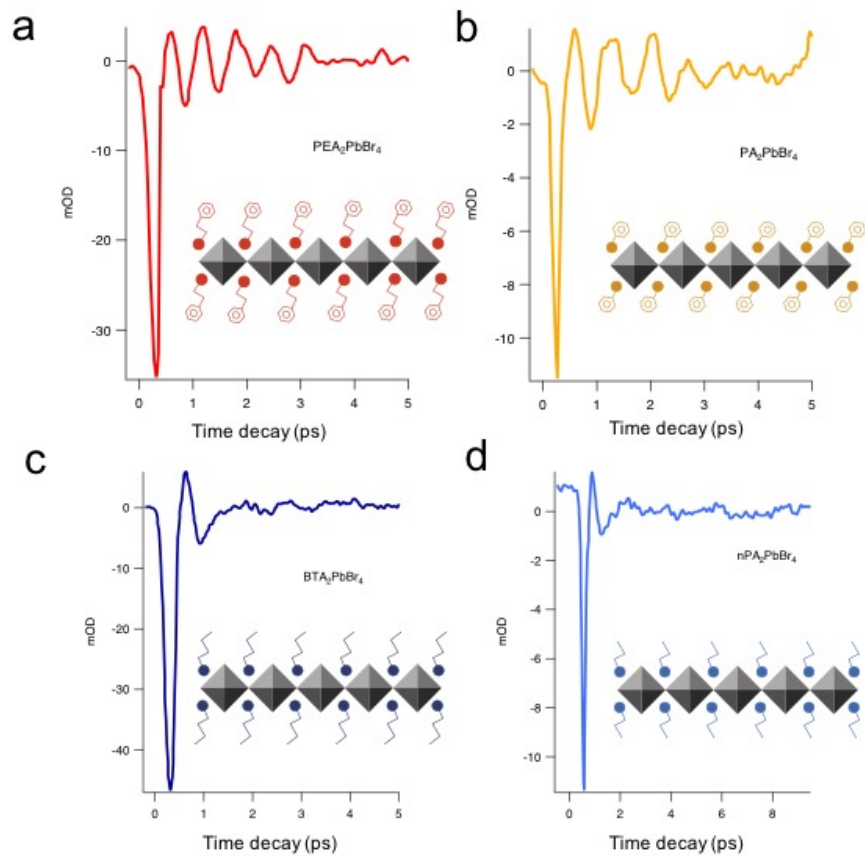 a
0
-10
-20
-30
mOD
PEA₂PbBr₄
0 1 2 3 4 5
Time decay (ps)
b
0
-2
-4
-6
-8
-10
mOD
PA₂PbBr₄
0 1 2 3 4 5
Time decay (ps)
c
0
-10
-20
-30
-40
mOD
BTA₂PbBr₄
0 1 2 3 4 5
Time decay (ps)
d
0
-2
-4
-6
-8
-10
mOD
nPA₂PbBr₄
0 2 4 6 8
Time decay (ps)